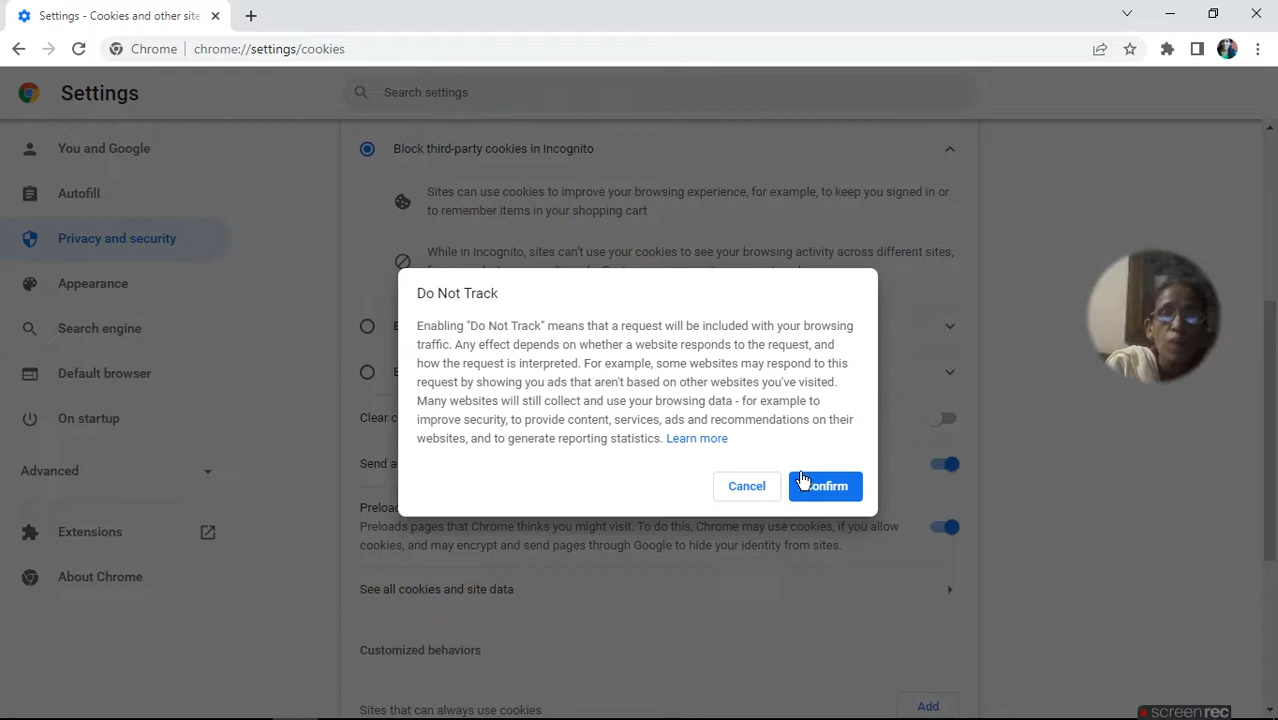 Settings - Cookies and other site
Chrome
chrome://settings/cookies
Settings
Search settings
You and Google
Autofill
Privacy and security
Appearance
Search engine
Default browser
On startup
Advanced
Extensions
About Chrome
Block third-party cookies in Incognito
Sites can use cookies to improve your browsing experience, for example, to keep you signed in or
to remember items in your shopping cart
While in Incognito, sites can't use your cookies to see your browsing activity across different sites,
Do Not Track
Enabling "Do Not Track" means that a request will be included with your browsing
traffic. Any effect depends on whether a website responds to the request, and
how the request is interpreted. For example, some websites may respond to this
request by showing you ads that aren't based on other websites you've visited.
Many websites will still collect and use your browsing data - for example to
improve security, to provide content, services, ads and recommendations on their
websites, and to generate reporting statistics. Learn more
Cancel
Confirm
Clear
Send a
Preload
Preloads pages that Chrome thinks you might visit. To do this, Chrome may use cookies, if you allow
cookies, and may encrypt and send pages through Google to hide your identity from sites.
See all cookies and site data
Customized behaviors
Sites that can always use cookies
Add
screenrec